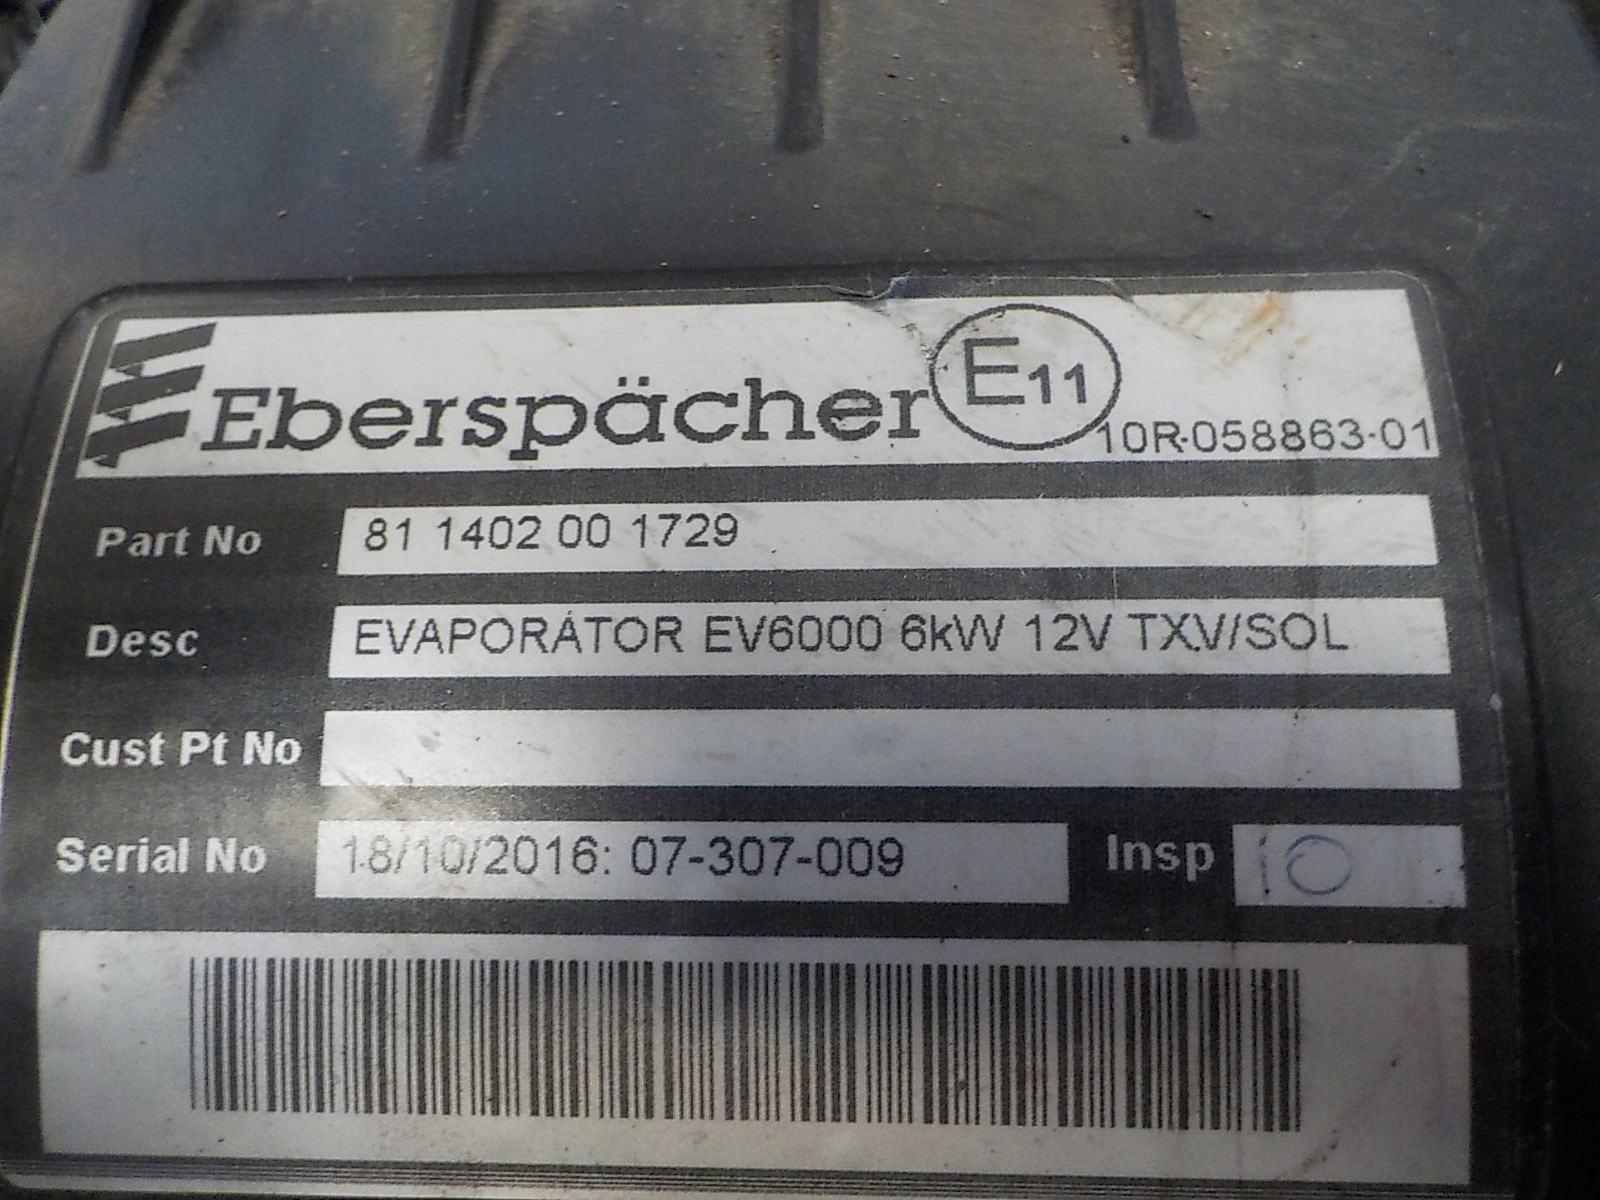 Eberspächer E11
10R-058863-01
Part No 81 1402 00 1729
Desc EVAPORATOR EV6000 6kW 12V TXV/SOL
Cust Pt No
Serial No 18/10/2016: 07-307-009 Insp 10